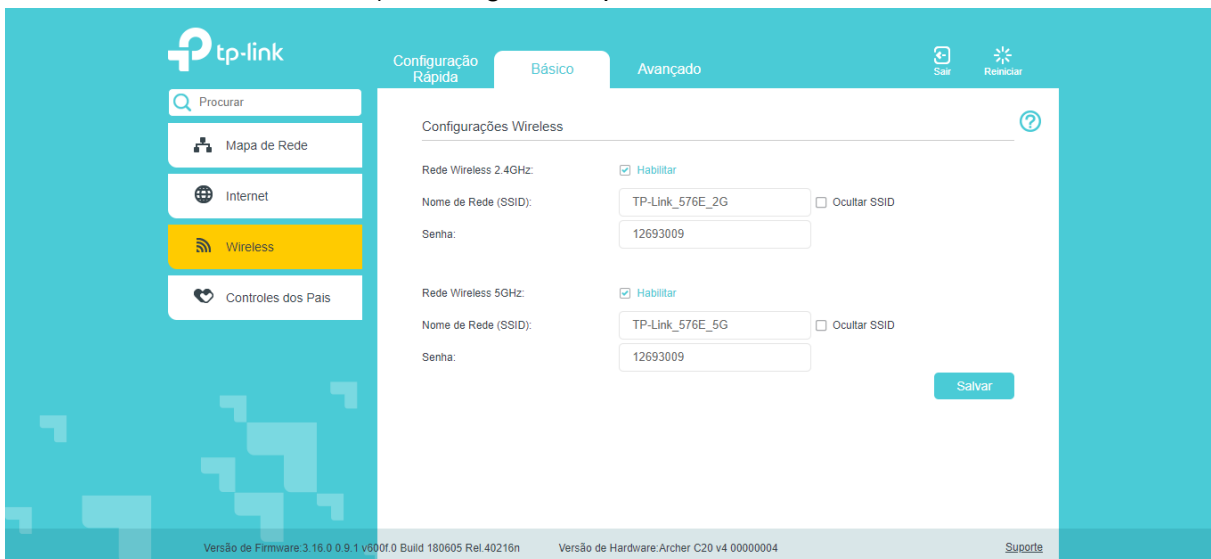 tp-link
Configuração
Rápida
Básico
Avançado
Sair
Reiniciar
Procurar
Mapa de Rede
Internet
Wireless
Controles dos Pais
Configurações Wireless
Rede Wireless 2.4GHz:
Habilitar
Nome de Rede (SSID):
TP-Link_576E_2G
Ocultar SSID
Senha:
12693009
Rede Wireless 5GHz:
Habilitar
Nome de Rede (SSID):
TP-Link_576E_5G
Ocultar SSID
Senha:
12693009
Salvar
Versão de Firmware:3.16.0 0.9.1 v600f.0 Build 180605 Rel.40216n
Versão de Hardware:Archer C20 v4 00000004
Suporte